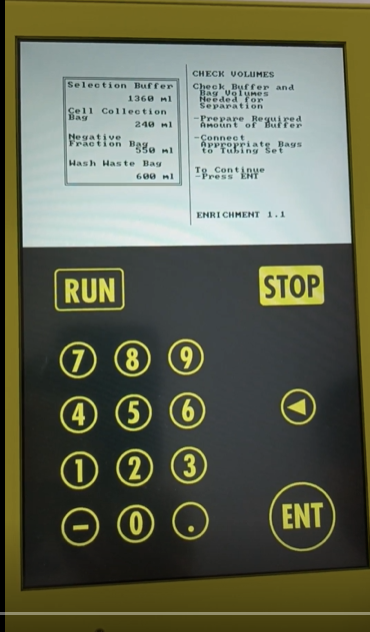 Selection Buffer
1360 ml
Cell Collection
Bag
240 ml
Negative
Fraction Bag
550 ml
Wash Waste Bag
600 ml
CHECK VOLUMES
Check Buffer and
Bag Volumes
Needed for
Separation
-Prepare Required
Amount of Buffer
-Connect
Appropriate Bags
to Tubing Set
To Continue
-Press ENT
ENRICHMENT 1.1
RUN
STOP
7 8 9
4 5 6
1 2 3
- 0 .
ENT